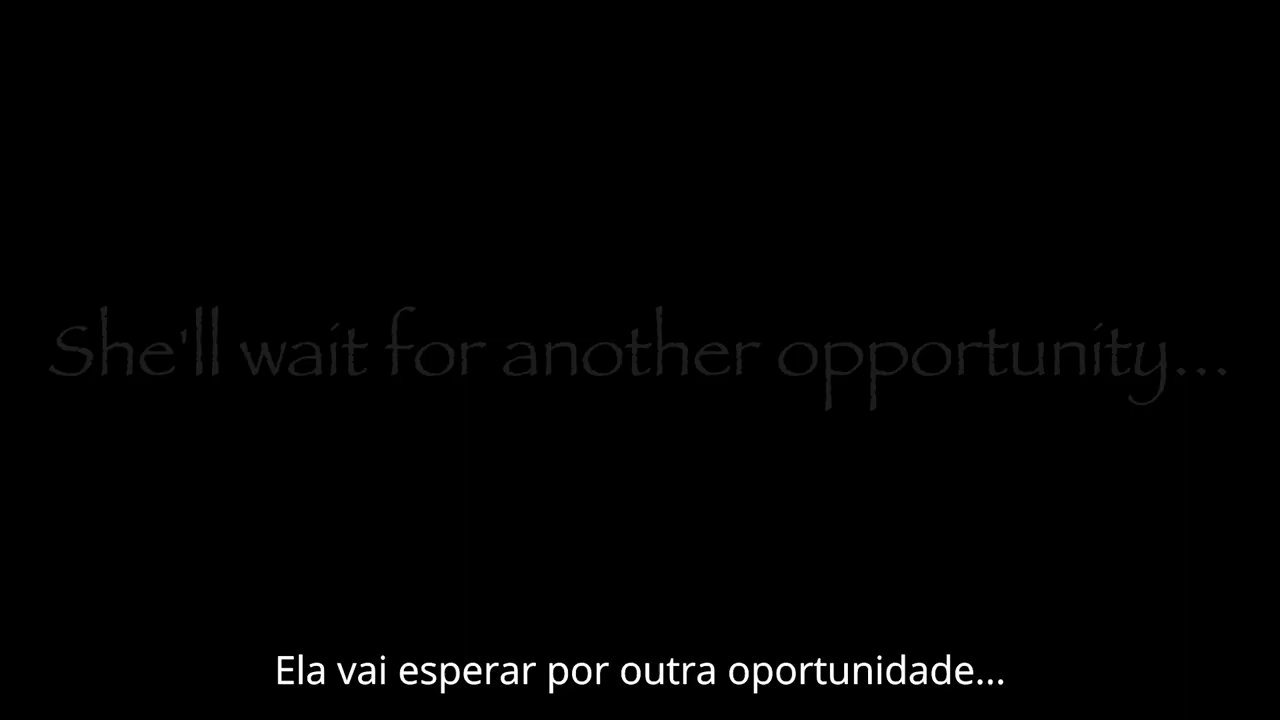 She'll wait for another opportunity...
Ela vai esperar por outra oportunidade...